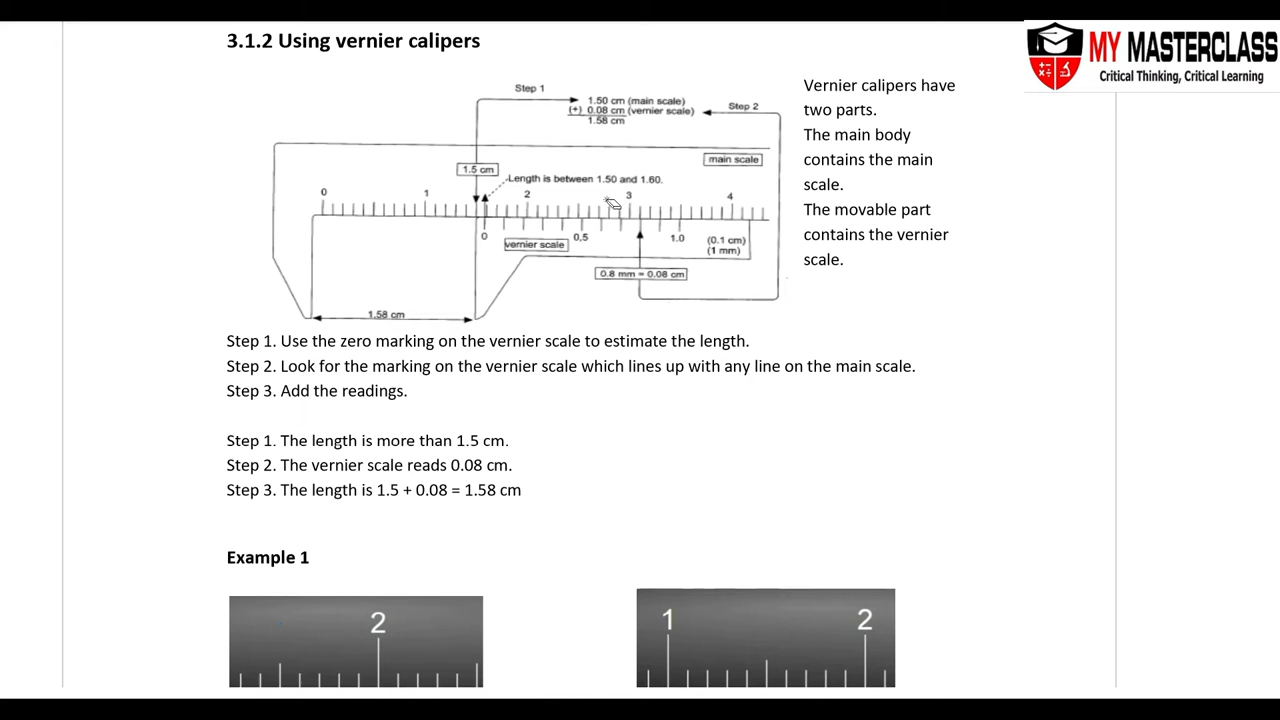 3.1.2 Using vernier calipers
MY MASTERCLASS
Critical Thinking, Critical Learning
Step 1
1.50 cm (main scale)
(+) 0.08 cm (vernier scale)
1.58 cm
Step 2
main scale
1.5 cm
Length is between 1.50 and 1.60.
0 1 2 3 4
0 0,5 1.0
vernier scale
(0.1 cm)
(1 mm)
0.8 mm = 0.08 cm
1.58 cm
Vernier calipers have
two parts.
The main body
contains the main
scale.
The movable part
contains the vernier
scale.
Step 1. Use the zero marking on the vernier scale to estimate the length.
Step 2. Look for the marking on the vernier scale which lines up with any line on the main scale.
Step 3. Add the readings.
Step 1. The length is more than 1.5 cm.
Step 2. The vernier scale reads 0.08 cm.
Step 3. The length is 1.5 + 0.08 = 1.58 cm
Example 1
2
1 2